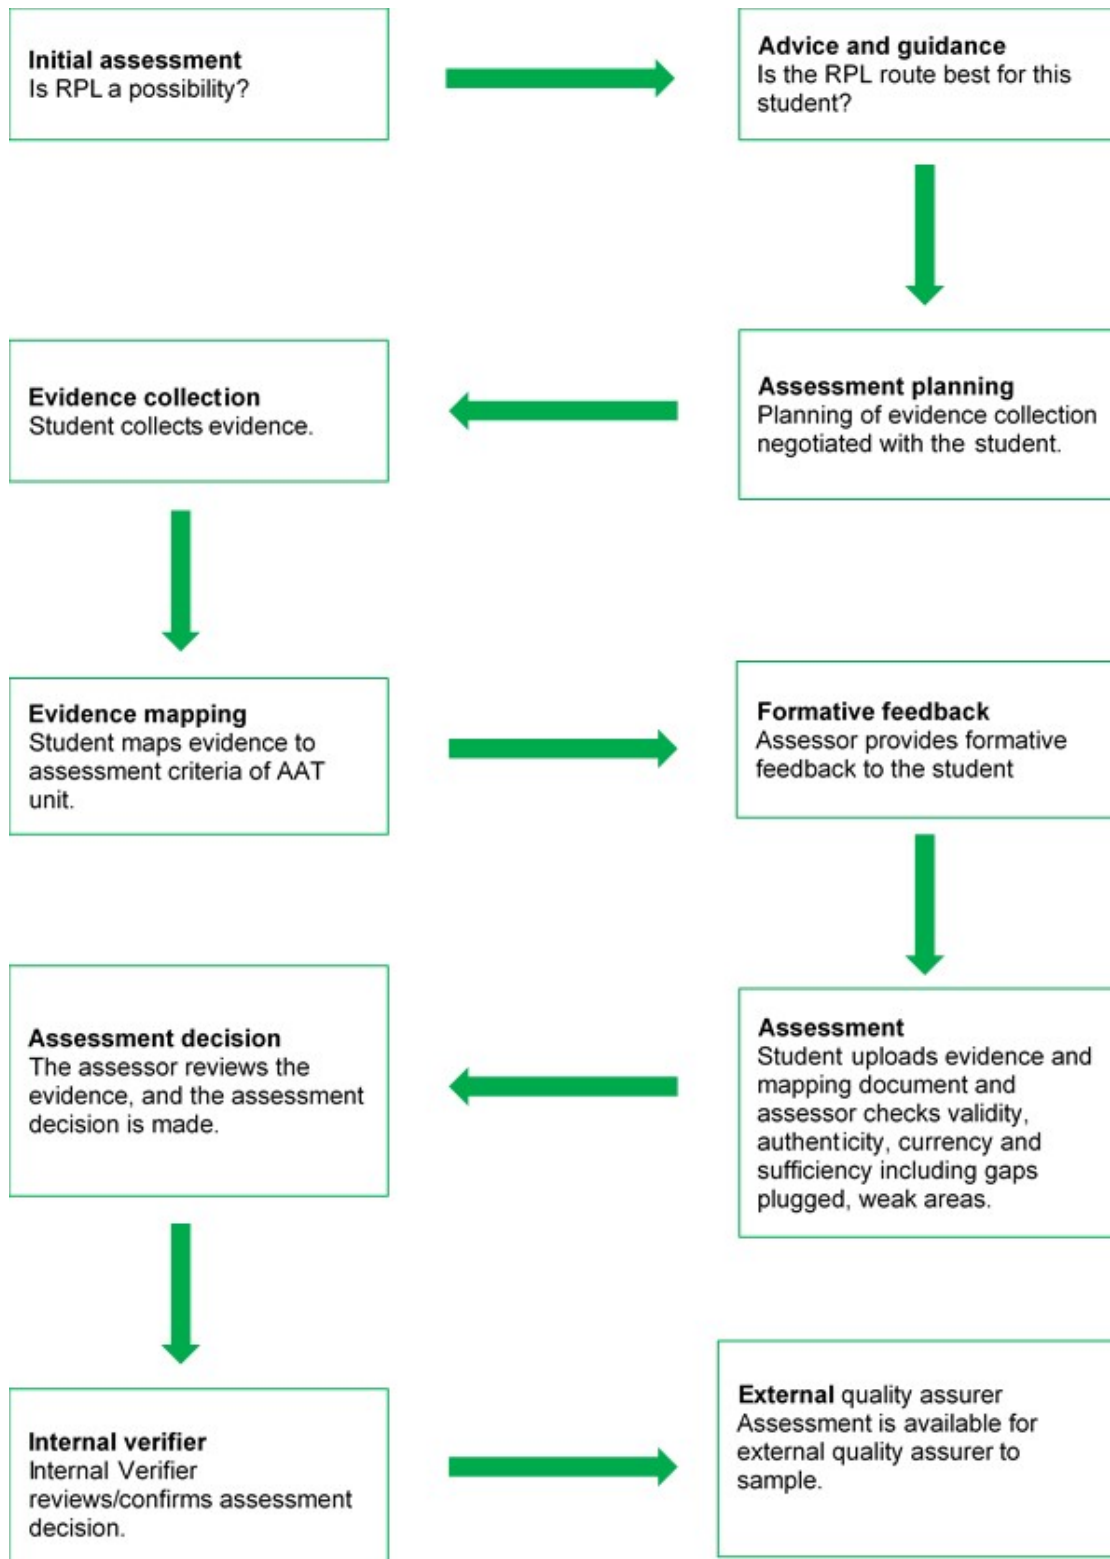 Initial assessment
Is RPL a possibility?
Advice and guidance
Is the RPL route best for this
student?
Assessment planning
Planning of evidence collection
negotiated with the student.
Evidence collection
Student collects evidence.
Evidence mapping
Student maps evidence to
assessment criteria of AAT
unit.
Formative feedback
Assessor provides formative
feedback to the student
Assessment
Student uploads evidence and
mapping document and
assessor checks validity,
authenticity, currency and
sufficiency including gaps
plugged, weak areas.
Assessment decision
The assessor reviews the
evidence, and the assessment
decision is made.
Internal verifier
Internal Verifier
reviews/confirms assessment
decision.
External quality assurer
Assessment is available for
external quality assurer to
sample.